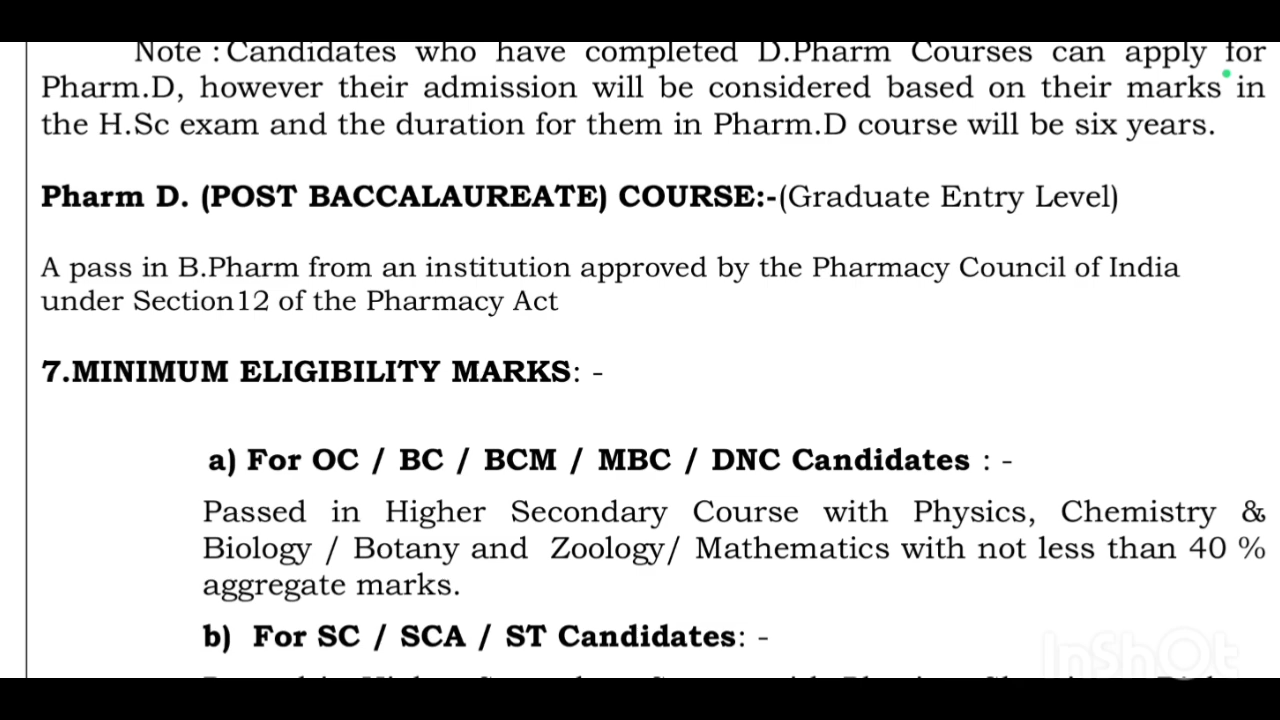 Note : Candidates who have completed D.Pharm Courses can apply for
Pharm.D, however their admission will be considered based on their marks in
the H.Sc exam and the duration for them in Pharm.D course will be six years.
Pharm D. (POST BACCALAUREATE) COURSE:-(Graduate Entry Level)
A pass in B.Pharm from an institution approved by the Pharmacy Council of India
under Section12 of the Pharmacy Act
7.MINIMUM ELIGIBILITY MARKS: -
a) For OC / BC / BCM / MBC / DNC Candidates : -
Passed in Higher Secondary Course with Physics, Chemistry &
Biology / Botany and Zoology/ Mathematics with not less than 40 %
aggregate marks.
b) For SC / SCA / ST Candidates: -
InShOt